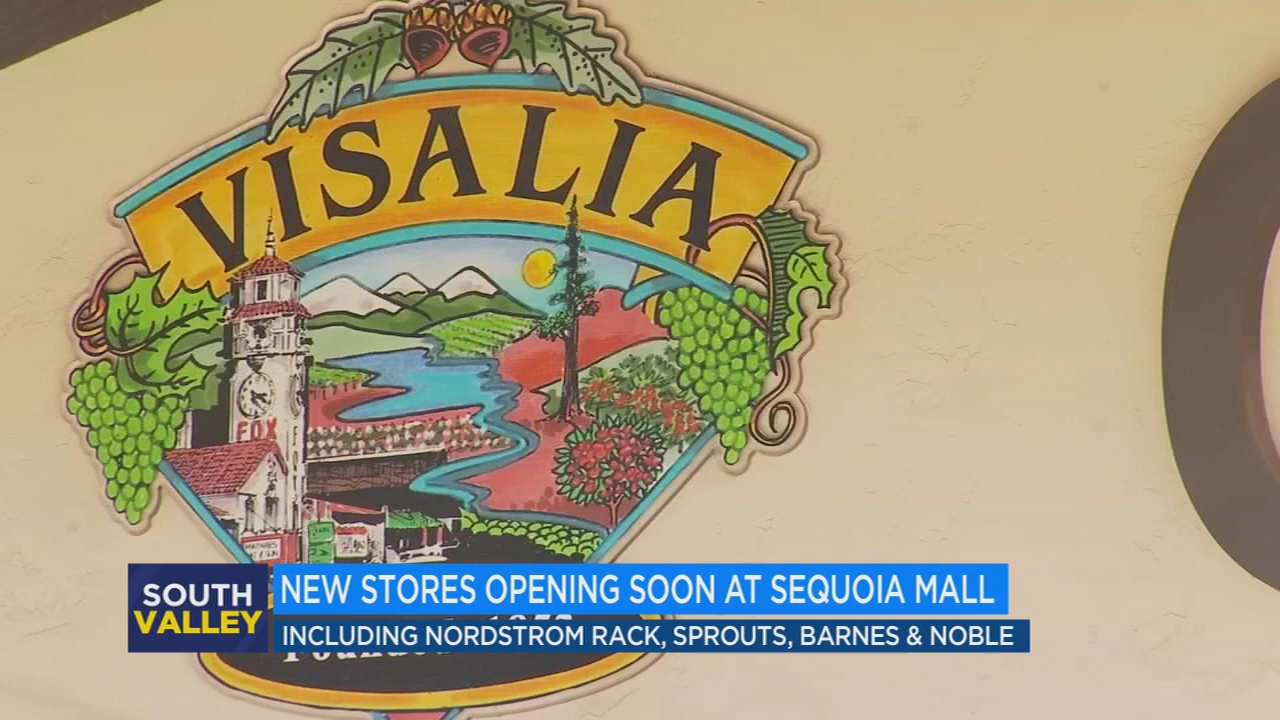 VISALIA
FOX
SOUTH
VALLEY
NEW STORES OPENING SOON AT SEQUOIA MALL
INCLUDING NORDSTROM RACK, SPROUTS, BARNES & NOBLE